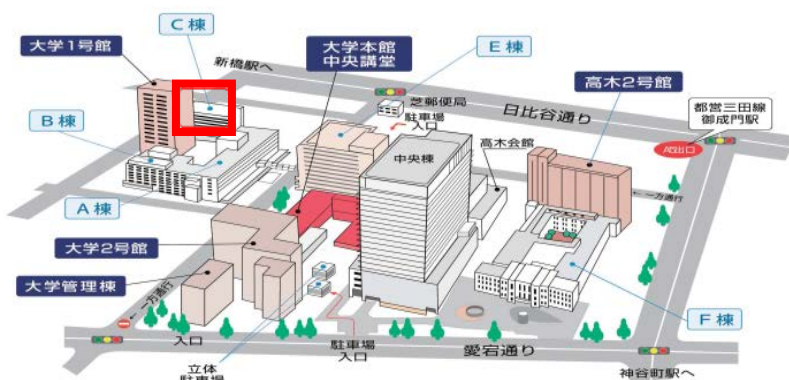 C棟
大学1号館
新橋駅へ
大学本館
中央講堂
E棟
芝郵便局
駐車場
入口
日比谷通り
高木2号館
都営三田線
御成門駅
A5出口
B棟
A棟
中央棟
高木会館
一方通行
大学2号館
大学管理棟
一方通行
入口
立体
駐車場
駐車場
入口
愛宕通り
F棟
神谷町駅へ